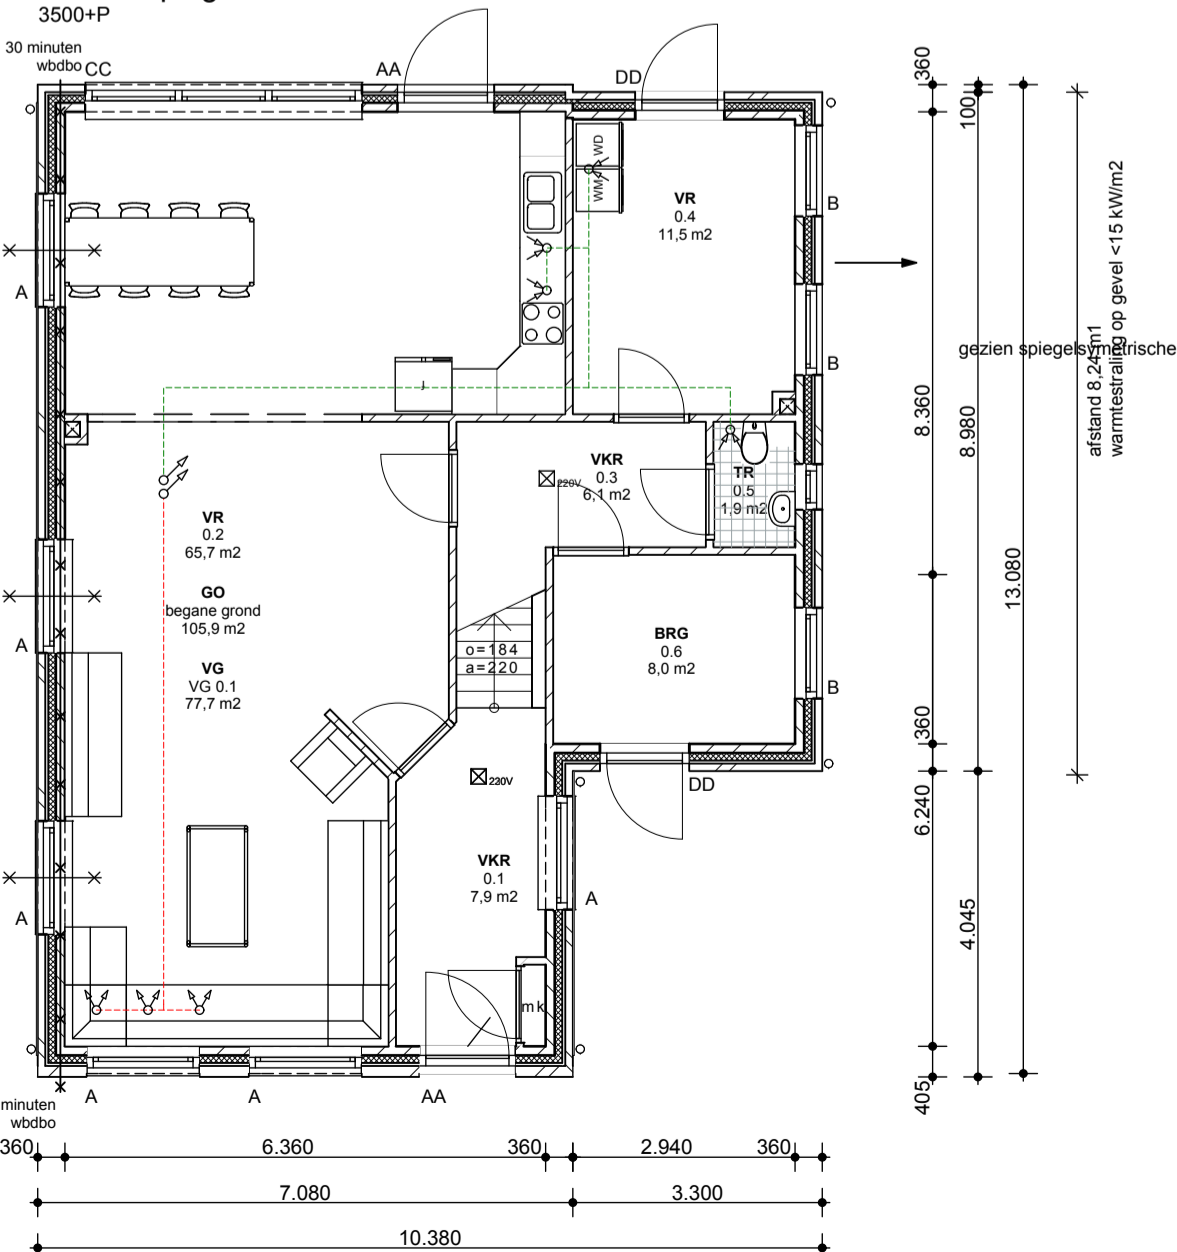 3500+P
30 minuten
wbdbo
CC
AA
DD
WD
WM
VR
0.4
11,5 m2
B
A
B
J
VKR
0.3
6,1 m2
220V
TR
0.5
1,9 m2
VR
0.2
65,7 m2
GO
begane grond
105,9 m2
VG
VG 0.1
77,7 m2
A
o=184
a=220
BRG
0.6
8,0 m2
B
DD
220V
VKR
0.1
7,9 m2
A
A
mk
A
A
AA
minuten
wbdbo
360
6.360
360
2.940
360
7.080
3.300
10.380
360
100
8.360
8.980
13.080
360
6.240
4.045
405
afstand 8,24 m1
warmtestraling op gevel <15 kW/m2
gezien spiegelsymetrische